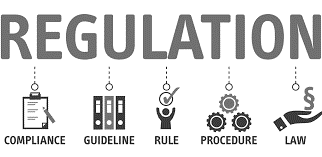 REGULATION
§
COMPLIANCE GUIDELINE RULE PROCEDURE LAW